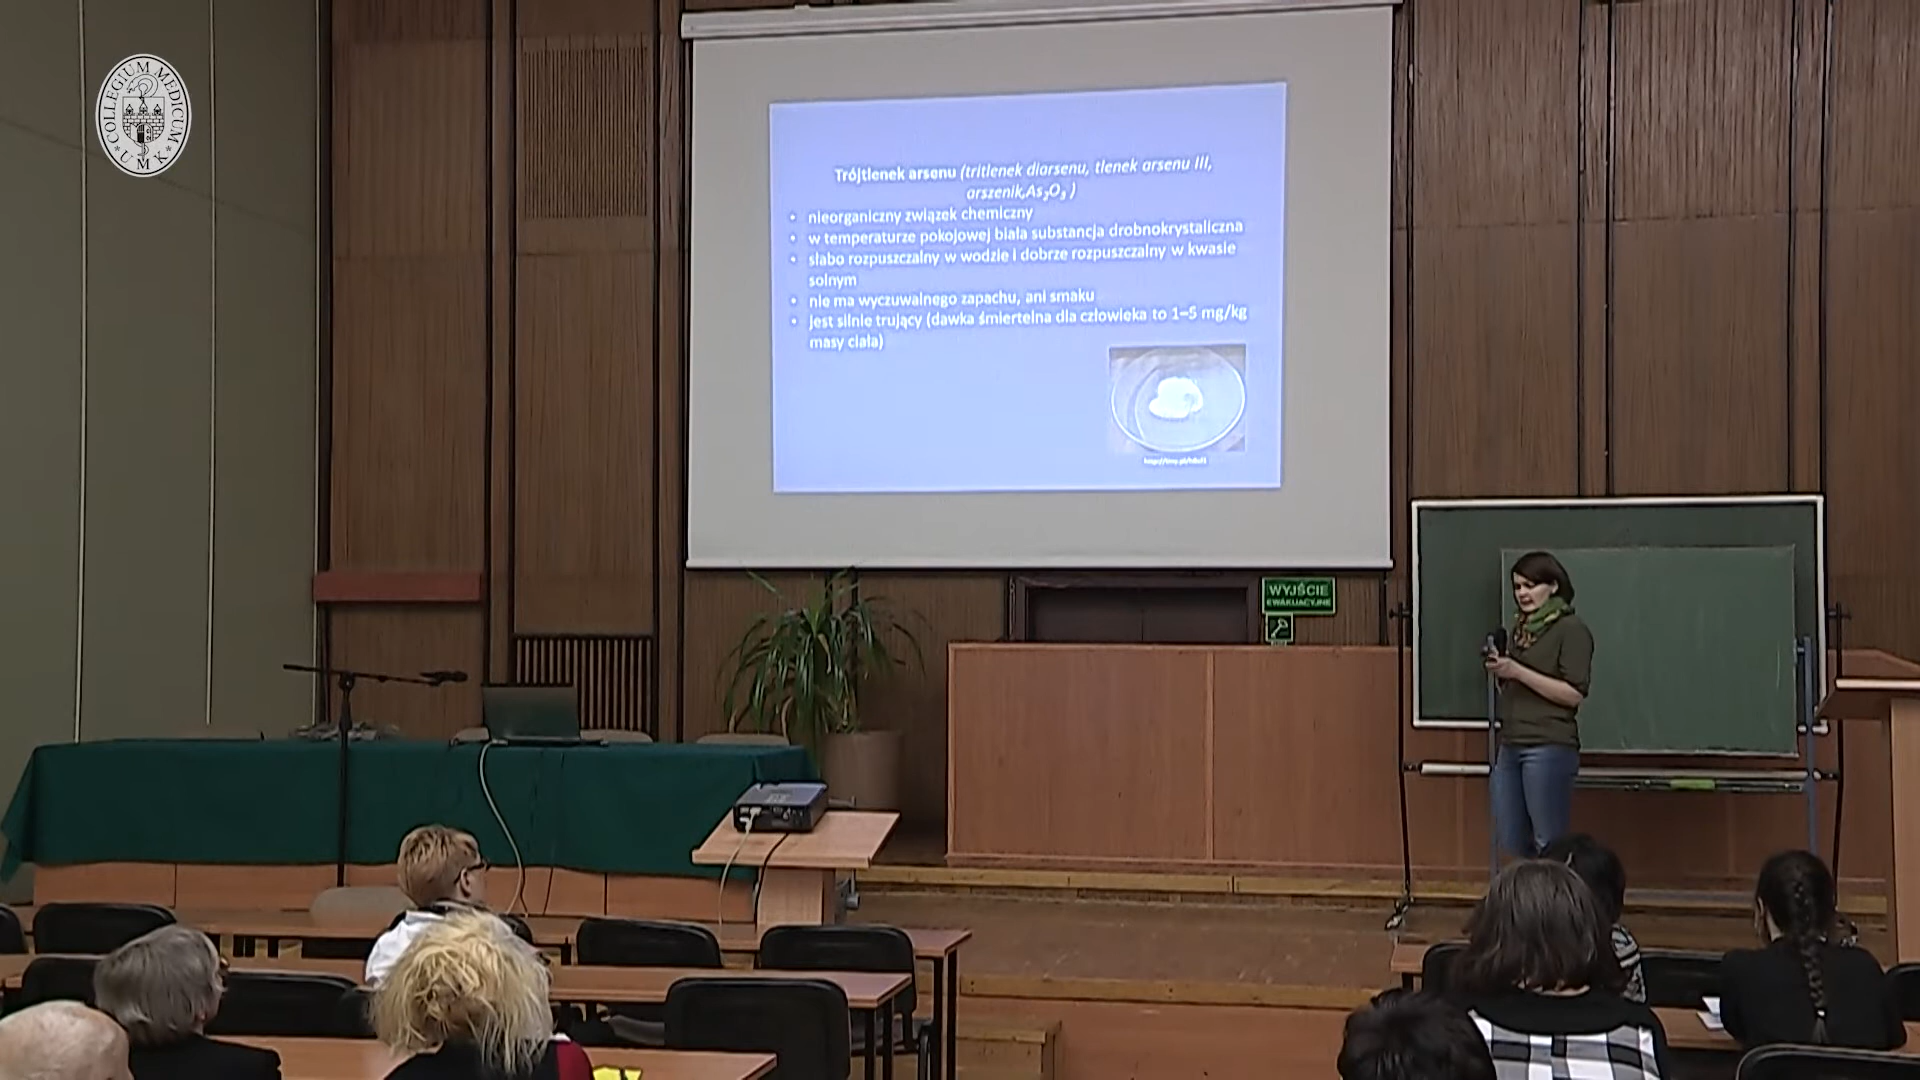 COLLEGIUM MEDICUM
* UMK *
Trójtlenek arsenu (tritlenek diarsenu, tlenek arsenu III,
arszenik,As₂O₃ )
• nieorganiczny związek chemiczny
• w temperaturze pokojowej biała substancja drobnokrystaliczna
• słabo rozpuszczalny w wodzie i dobrze rozpuszczalny w kwasie
solnym
• nie ma wyczuwalnego zapachu, ani smaku
• jest silnie trujący (dawka śmiertelna dla człowieka to 1–5 mg/kg
masy ciała)
WYJŚCIE
EWAKUACYJNE